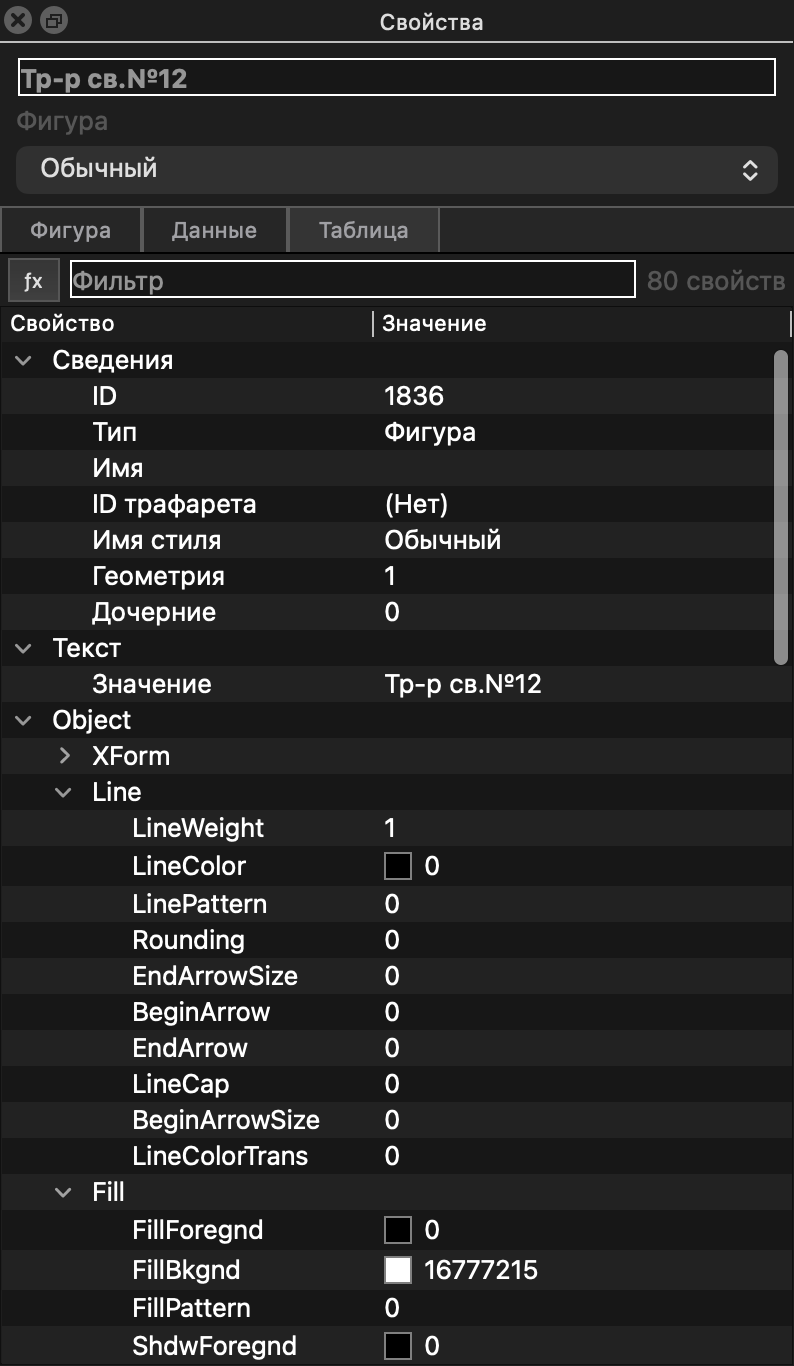 Свойства
Тр-р св.№12
Фигура
Обычный
Фигура Данные Таблица
ƒx Фильтр 80 свойств
Свойство Значение
Сведения
ID 1836
Тип Фигура
Имя
ID трафарета (Нет)
Имя стиля Обычный
Геометрия 1
Дочерние 0
Текст
Значение Тр-р св.№12
Object
XForm
Line
LineWeight 1
LineColor 0
LinePattern 0
Rounding 0
EndArrowSize 0
BeginArrow 0
EndArrow 0
LineCap 0
BeginArrowSize 0
LineColorTrans 0
Fill
FillForegnd 0
FillBkgnd 16777215
FillPattern 0
ShdwForegnd 0